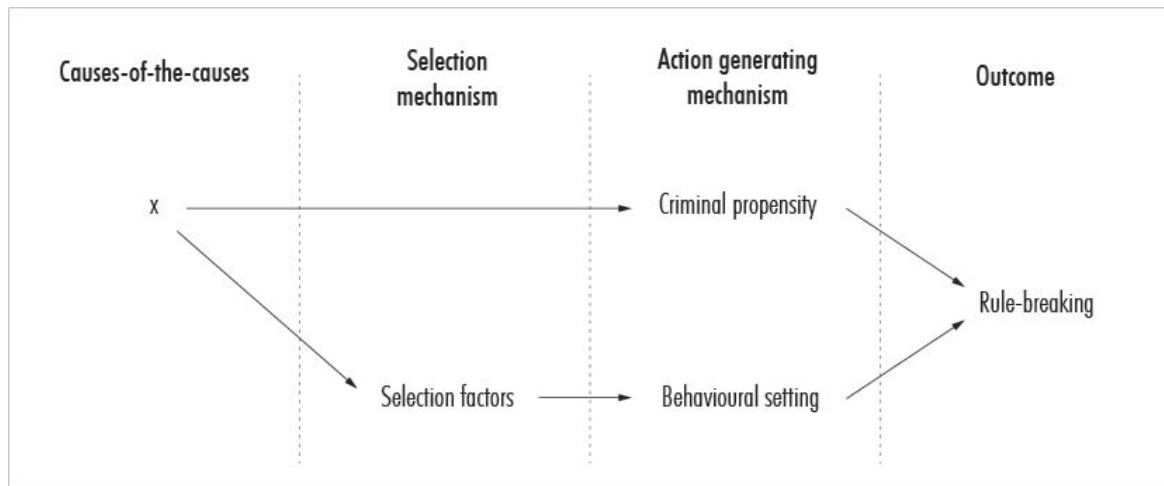 Causes-of-the-causes
Selection
mechanism
Action generating
mechanism
Outcome
x
Criminal propensity
Rule-breaking
Selection factors
Behavioural setting